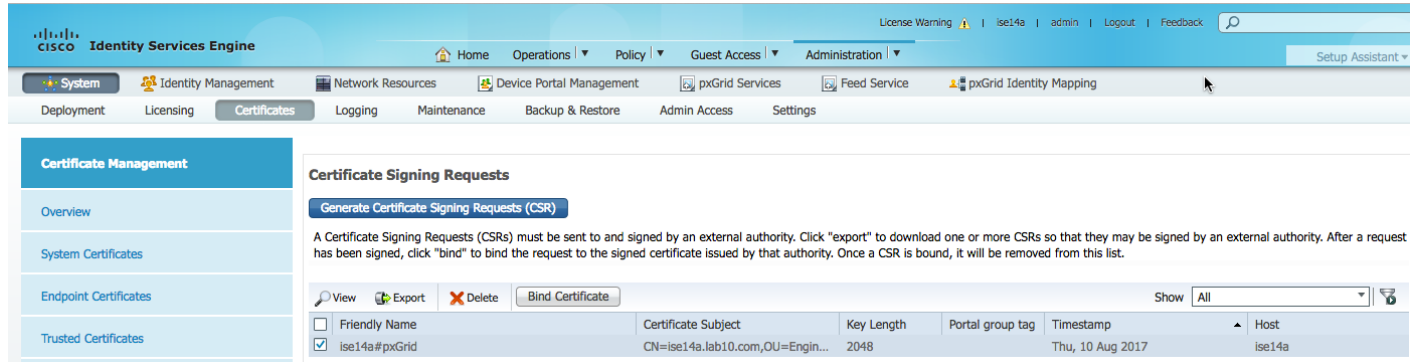 License Warning | ise14a | admin | Logout | Feedback
cisco Identity Services Engine
Home Operations Policy Guest Access Administration
Setup Assistant
System Identity Management Network Resources Device Portal Management pxGrid Services Feed Service pxGrid Identity Mapping
Deployment Licensing Certificates Logging Maintenance Backup & Restore Admin Access Settings
Certificate Management
Overview
System Certificates
Endpoint Certificates
Trusted Certificates
Certificate Signing Requests
Generate Certificate Signing Requests (CSR)
A Certificate Signing Requests (CSRs) must be sent to and signed by an external authority. Click "export" to download one or more CSRs so that they may be signed by an external authority. After a request
has been signed, click "bind" to bind the request to the signed certificate issued by that authority. Once a CSR is bound, it will be removed from this list.
View Export Delete Bind Certificate Show All
Friendly Name Certificate Subject Key Length Portal group tag Timestamp Host
ise14a#pxGrid CN=ise14a.lab10.com,OU=Engin... 2048 Thu, 10 Aug 2017 ise14a